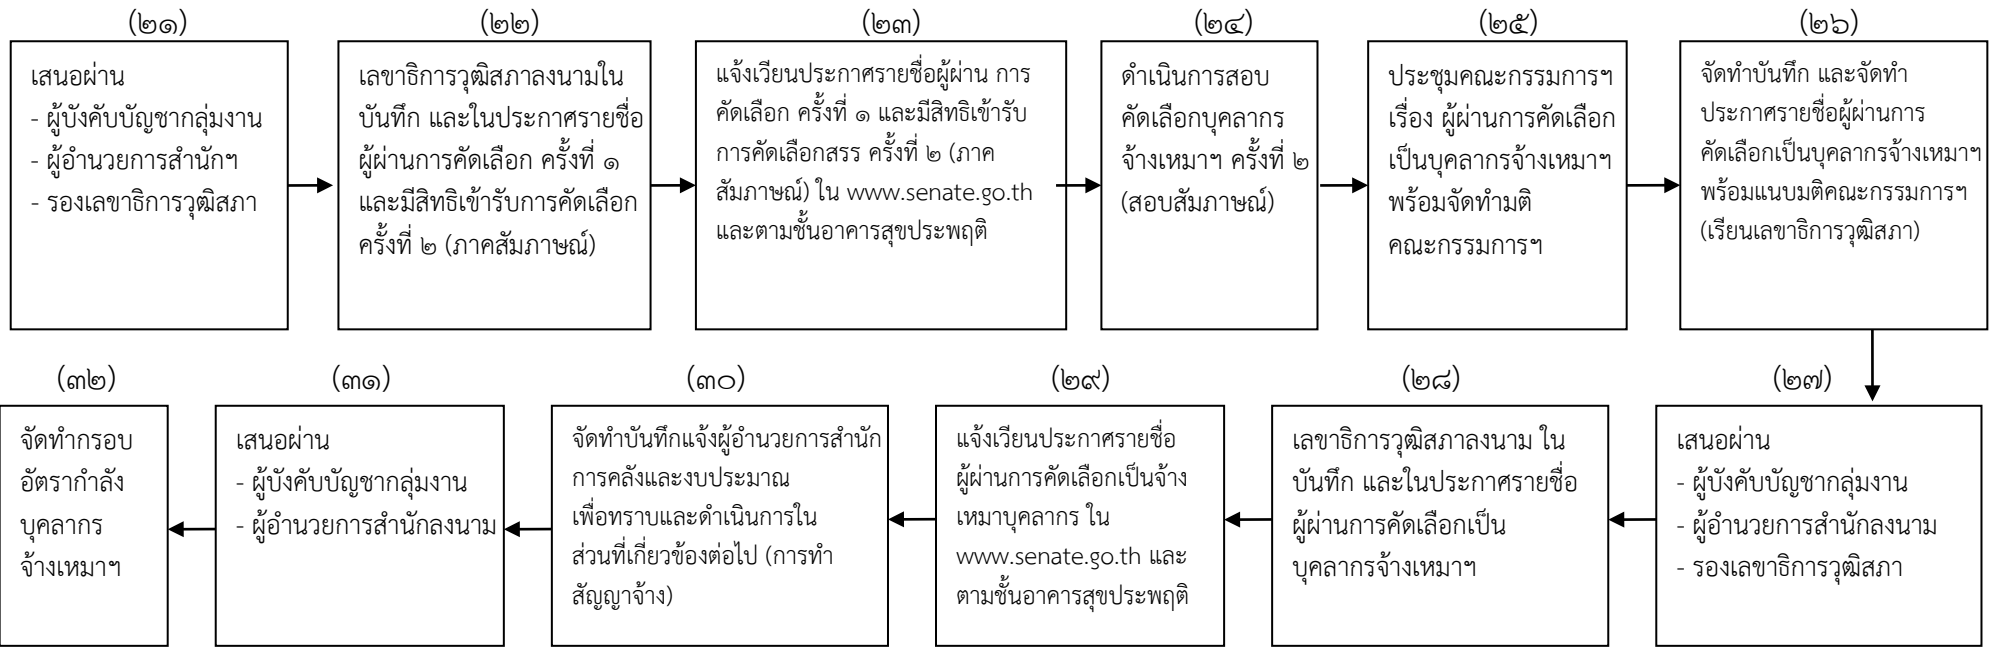 (๒๑)
เสนอผ่าน
- ผู้บังคับบัญชากลุ่มงาน
- ผู้อำนวยการสำนักฯ
- รองเลขาธิการวุฒิสภา
(๒๒)
เลขาธิการวุฒิสภาลงนามใน
บันทึก และในประกาศรายชื่อ
ผู้ผ่านการคัดเลือก ครั้งที่ ๑
และมีสิทธิเข้ารับการคัดเลือก
ครั้งที่ ๒ (ภาคสัมภาษณ์)
(๒๓)
แจ้งเวียนประกาศรายชื่อผู้ผ่าน การ
คัดเลือก ครั้งที่ ๑ และมีสิทธิเข้ารับ
การคัดเลือกสรร ครั้งที่ ๒ (ภาค
สัมภาษณ์) ใน www.senate.go.th
และตามชั้นอาคารสุขประพฤติ
(๒๔)
ดำเนินการสอบ
คัดเลือกบุคลากร
จ้างเหมาฯ ครั้งที่ ๒
(สอบสัมภาษณ์)
(๒๕)
ประชุมคณะกรรมการฯ
เรื่อง ผู้ผ่านการคัดเลือก
เป็นบุคลากรจ้างเหมาฯ
พร้อมจัดทำมติ
คณะกรรมการฯ
(๒๖)
จัดทำบันทึก และจัดทำ
ประกาศรายชื่อผู้ผ่านการ
คัดเลือกเป็นบุคลากรจ้างเหมาฯ
พร้อมแนบมติคณะกรรมการฯ
(เรียนเลขาธิการวุฒิสภา)
(๒๗)
เสนอผ่าน
- ผู้บังคับบัญชากลุ่มงาน
- ผู้อำนวยการสำนักลงนาม
- รองเลขาธิการวุฒิสภา
(๒๘)
เลขาธิการวุฒิสภาลงนาม ใน
บันทึก และในประกาศรายชื่อ
ผู้ผ่านการคัดเลือกเป็น
บุคลากรจ้างเหมาฯ
(๒๙)
แจ้งเวียนประกาศรายชื่อ
ผู้ผ่านการคัดเลือกเป็นจ้าง
เหมาบุคลากร ใน
www.senate.go.th และ
ตามชั้นอาคารสุขประพฤติ
(๓๐)
จัดทำบันทึกแจ้งผู้อำนวยการสำนัก
การคลังและงบประมาณ
เพื่อทราบและดำเนินการใน
ส่วนที่เกี่ยวข้องต่อไป (การทำ
สัญญาจ้าง)
(๓๑)
เสนอผ่าน
- ผู้บังคับบัญชากลุ่มงาน
- ผู้อำนวยการสำนักลงนาม
(๓๒)
จัดทำกรอบ
อัตรากำลัง
บุคลากร
จ้างเหมาฯ